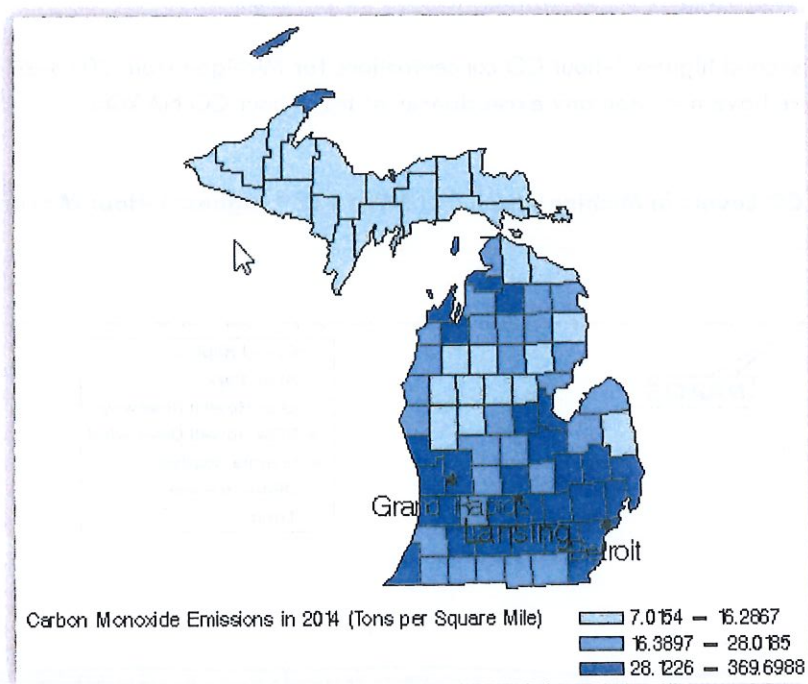 Grand Rapids
Lansing
Detroit
Carbon Monoxide Emissions in 2014 (Tons per Square Mile)
7.0154 – 16.2867
16.3897 – 28.0185
28.1226 – 369.6988